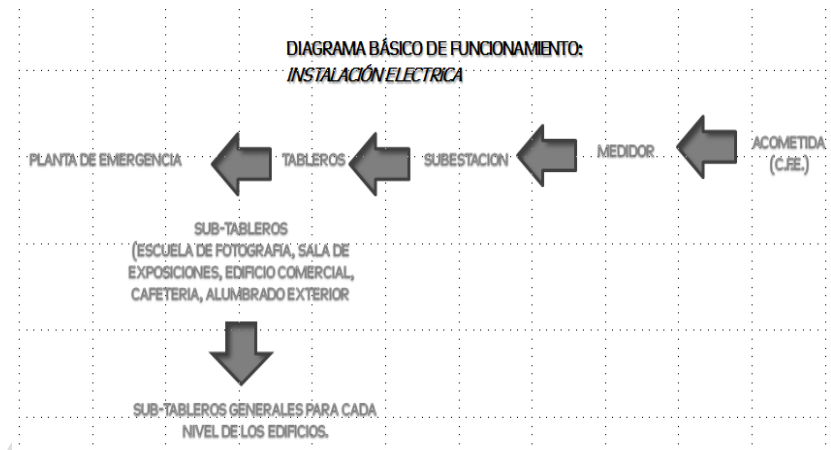 DIAGRAMA BÁSICO DE FUNCIONAMIENTO:
INSTALACIÓN ELECTRICA
PLANTA DE EMERGENCIA
TABLEROS
SUBESTACION
MEDIDOR
ACOMETIDA
(C.F.E.)
SUB-TABLEROS
(ESCUELA DE FOTOGRAFIA, SALA DE
EXPOSICIONES, EDIFICIO COMERCIAL,
CAFETERIA, ALUMBRADO EXTERIOR
SUB-TABLEROS GENERALES PARA CADA
NIVEL DE LOS EDIFICIOS.